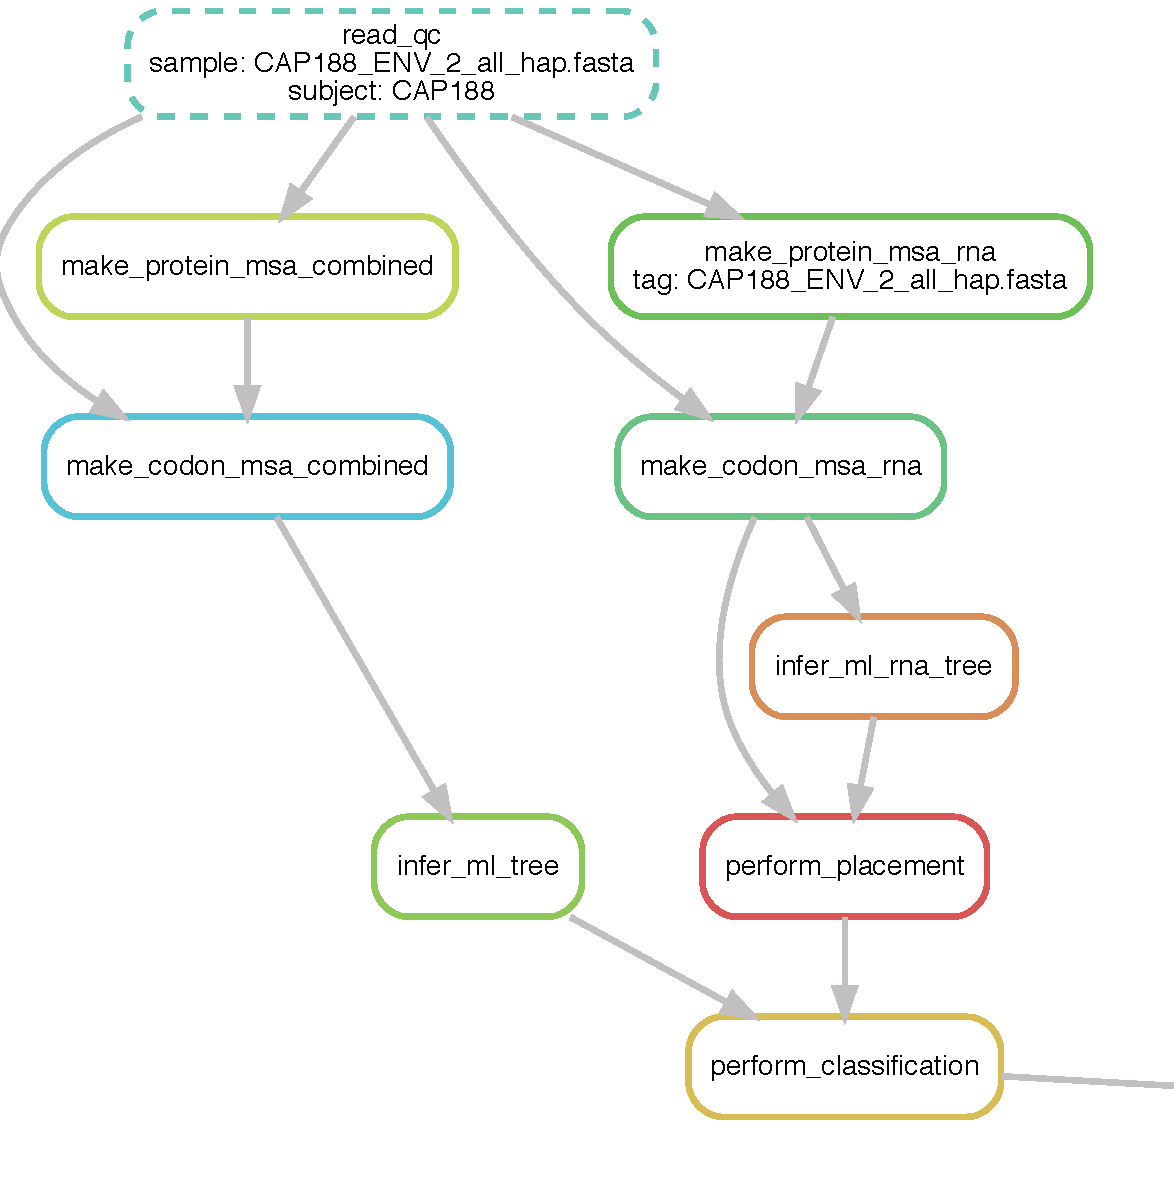 read_qc
sample: CAP188_ENV_2_all_hap.fasta
subject: CAP188
make_protein_msa_combined
make_protein_msa_rna
tag: CAP188_ENV_2_all_hap.fasta
make_codon_msa_combined
make_codon_msa_rna
infer_ml_rna_tree
infer_ml_tree
perform_placement
perform_classification